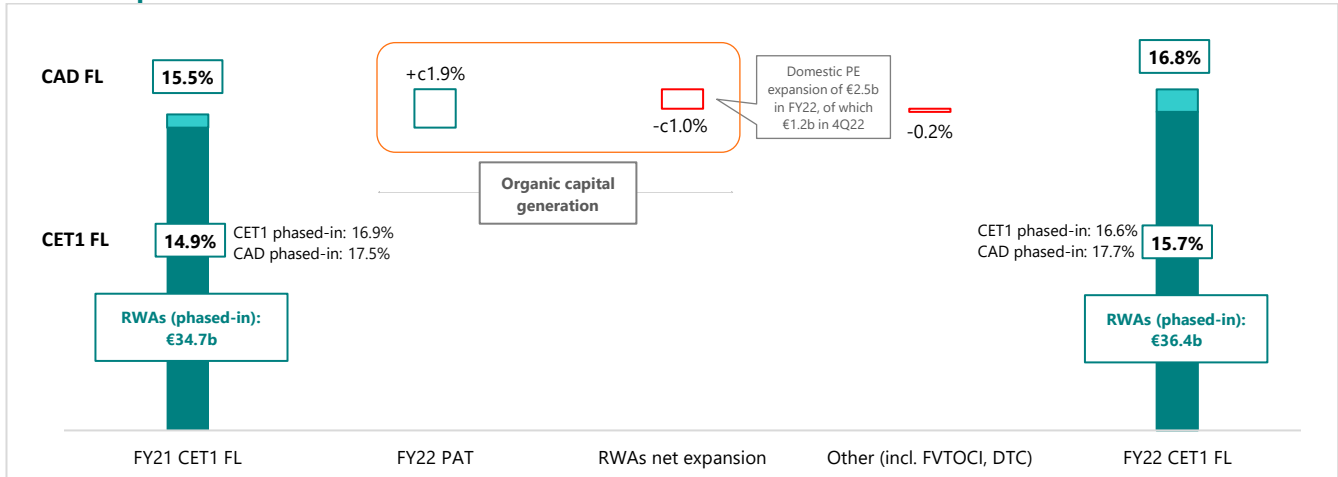 CAD FL
15.5%
+c1.9%
-c1.0%
Domestic PE
expansion of €2.5b
in FY22, of which
€1.2b in 4Q22
-0.2%
16.8%
Organic capital
generation
CET1 FL
14.9%
CET1 phased-in: 16.9%
CAD phased-in: 17.5%
CET1 phased-in: 16.6%
CAD phased-in: 17.7%
15.7%
RWAs (phased-in):
€34.7b
RWAs (phased-in):
€36.4b
FY21 CET1 FL
FY22 PAT
RWAs net expansion
Other (incl. FVTOCI, DTC)
FY22 CET1 FL